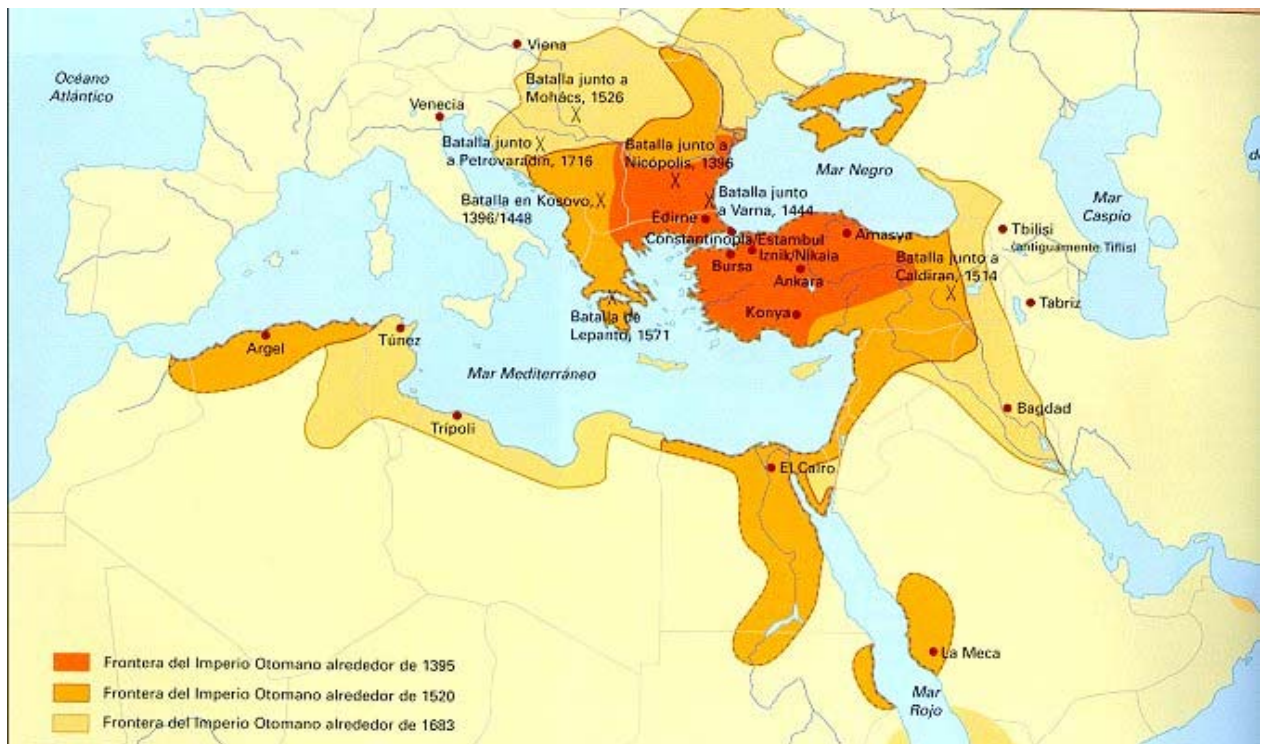 Viena
Océano
Atlántico
Batalla junto a
Mohács, 1526
Venecia
Batalla junto
a Petrovaradin, 1716
Batalla junto a
Nicópolis, 1396
Mar Negro
Mar
Caspio
Batalla en Kosovo,
1396/1448
Batalla junto
a Varna, 1444
Edirne
Constantinopla/Estambul
Amasya
Tbilisi
(antiguamente Tiflis)
Iznik/Nikaia
Bursa
Ankara
Batalla junto a
Caldiran, 1514
Tabriz
Konya
Batalla de
Lepanto, 1571
Argel
Túnez
Mar Mediterráneo
Trípoli
Bagdad
El Cairo
La Meca
Mar
Rojo
Frontera del Imperio Otomano alrededor de 1395
Frontera del Imperio Otomano alrededor de 1520
Frontera del Imperio Otomano alrededor de 1683